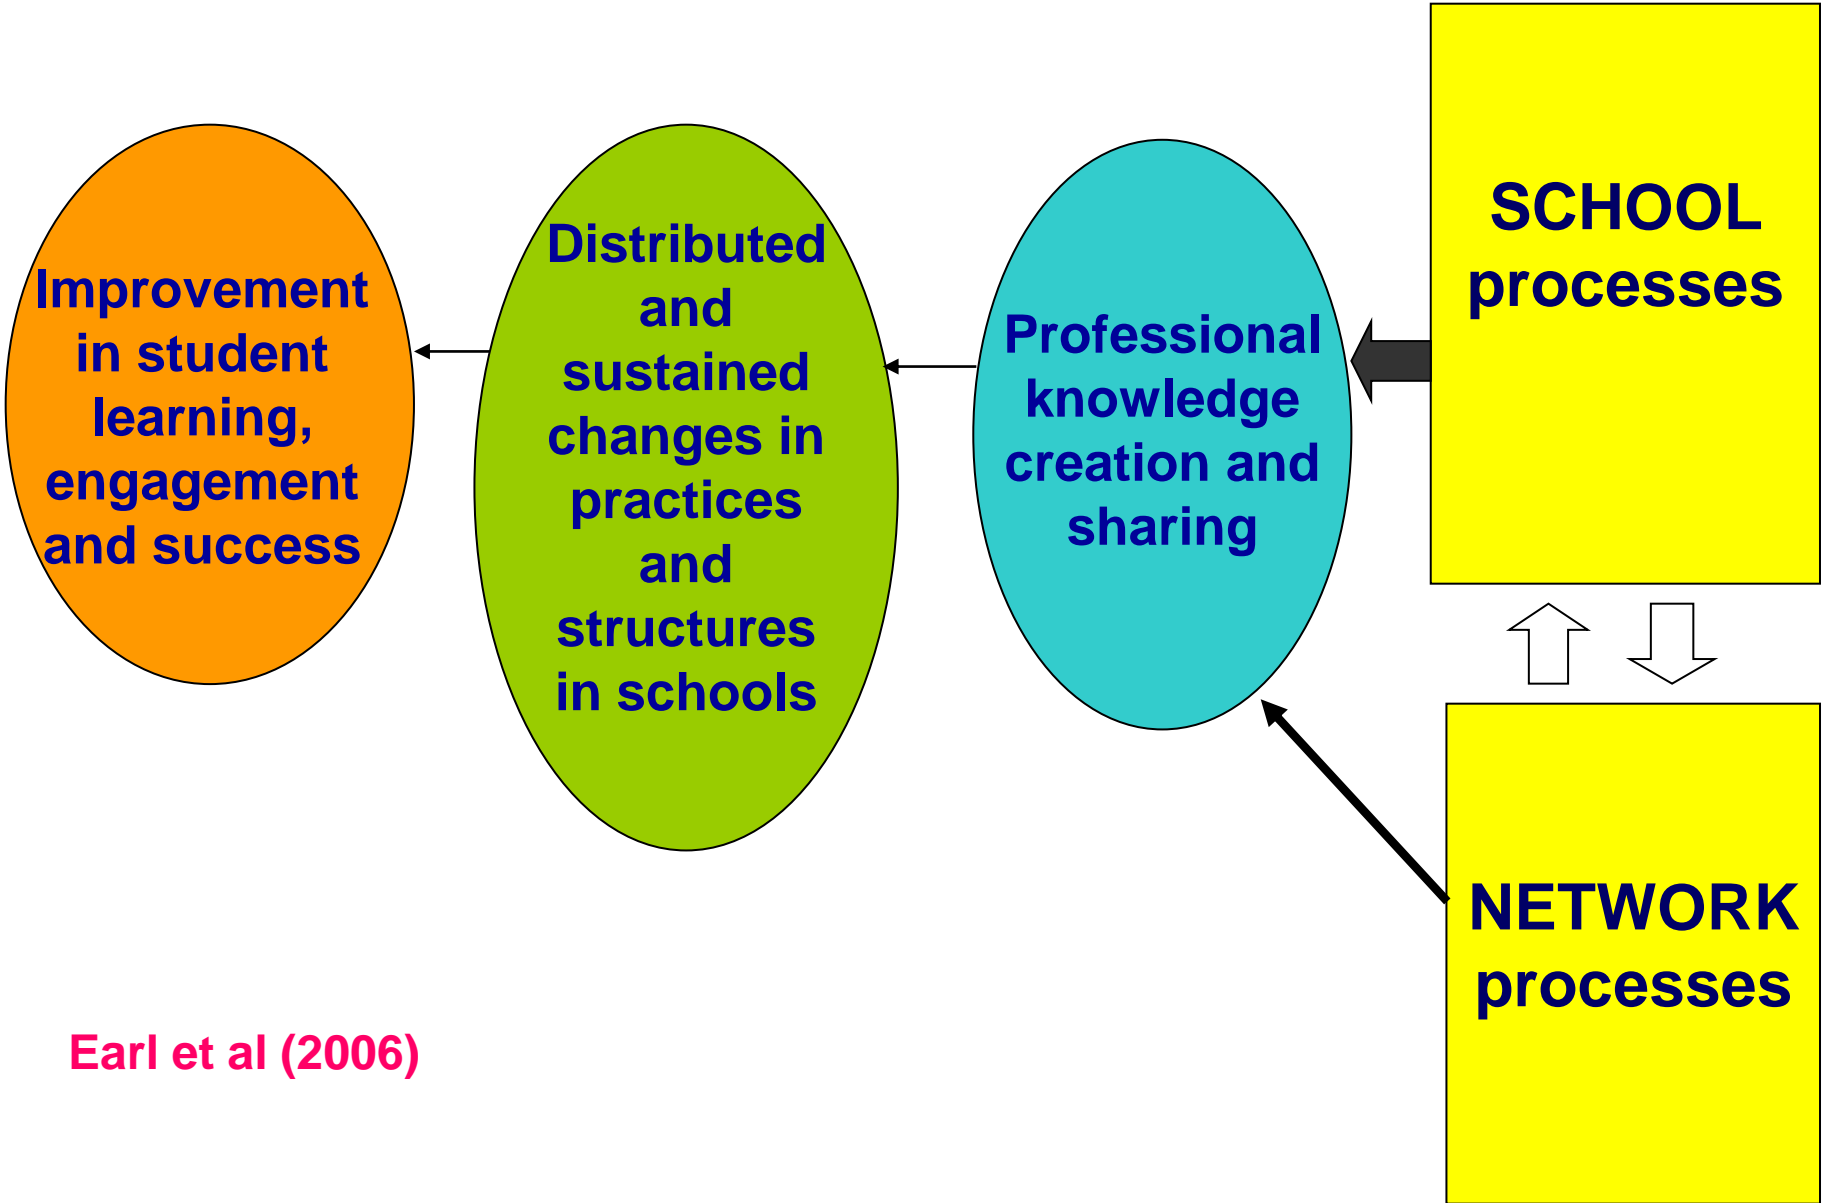 Improvement
in student
learning,
engagement
and success
Distributed
and
sustained
changes in
practices
and
structures
in schools
Professional
knowledge
creation and
sharing
SCHOOL
processes
NETWORK
processes
Earl et al (2006)